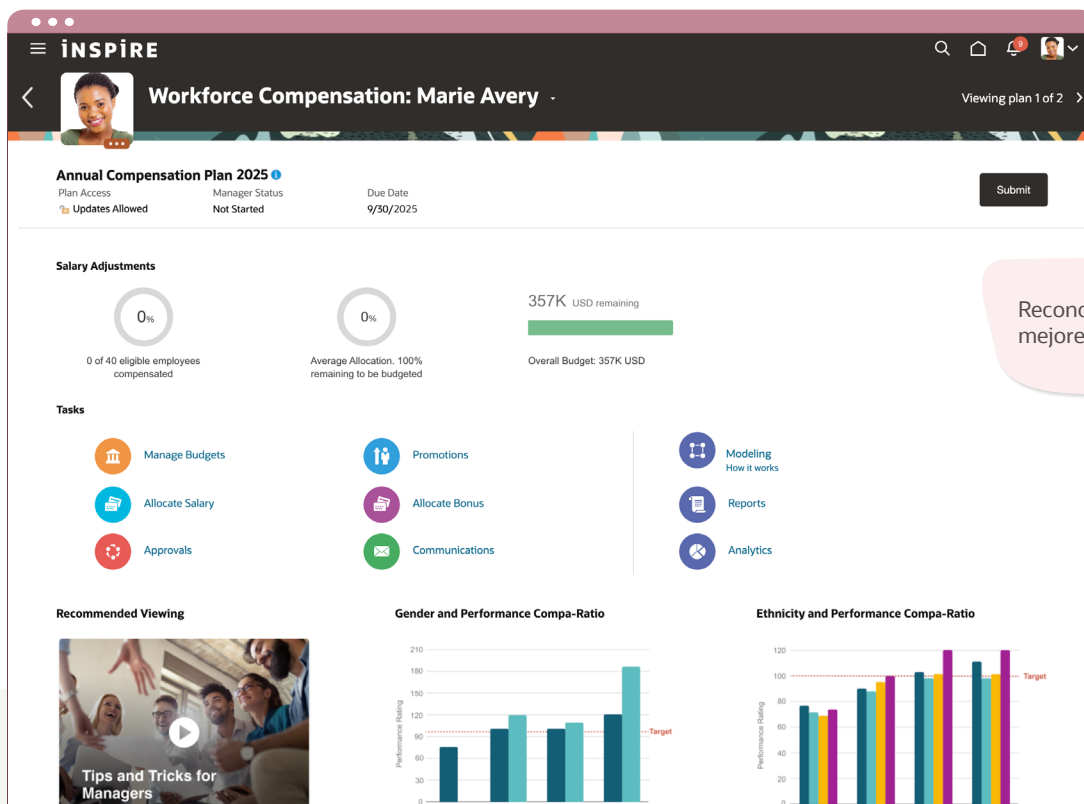 iNSPiRE
9
Workforce Compensation: Marie Avery
Viewing plan 1 of 2
Annual Compensation Plan 2025
Plan Access
Manager Status
Due Date
Updates Allowed
Not Started
9/30/2025
Submit
Salary Adjustments
0%
0%
357K USD remaining
0 of 40 eligible employees
compensated
Average Allocation. 100%
remaining to be budgeted
Overall Budget: 357K USD
Recono
mejore
Tasks
Manage Budgets
Promotions
Modeling
How it works
Allocate Salary
Allocate Bonus
Reports
Approvals
Communications
Analytics
Recommended Viewing
Tips and Tricks for
Managers
Gender and Performance Compa-Ratio
Performance Rating
210
180
150
120
90
60
30
0
Target
Ethnicity and Performance Compa-Ratio
Performance Rating
120
100
80
60
40
20
0
Target